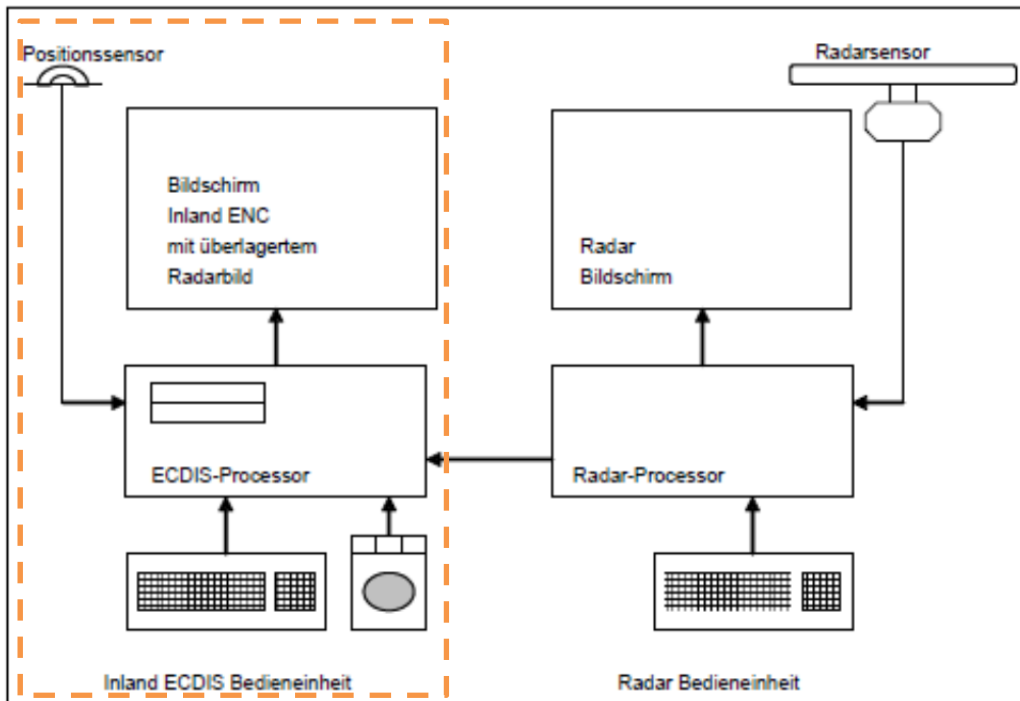 Positionssensor
Radarsensor
Bildschirm
Inland ENC
mit überlagertem
Radarbild
Radar
Bildschirm
ECDIS-Processor
Radar-Processor
Inland ECDIS Bedieneinheit
Radar Bedieneinheit